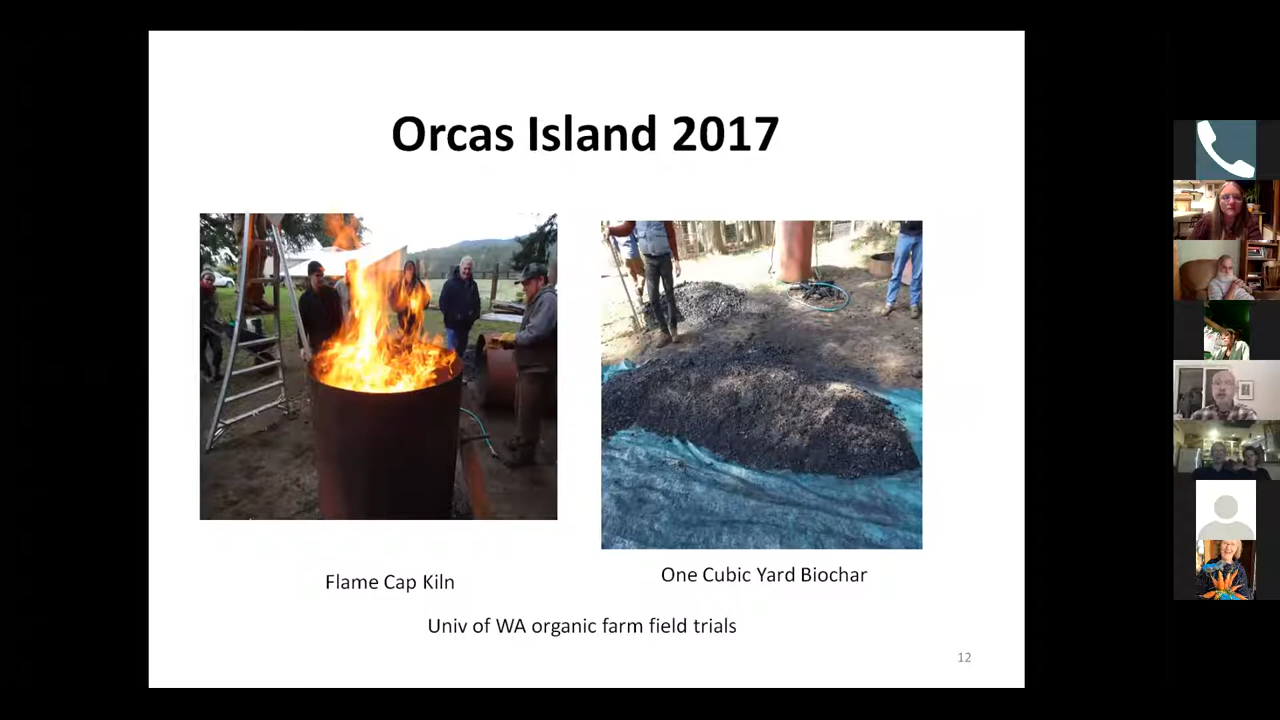 Orcas Island 2017
Flame Cap Kiln
One Cubic Yard Biochar
Univ of WA organic farm field trials
12